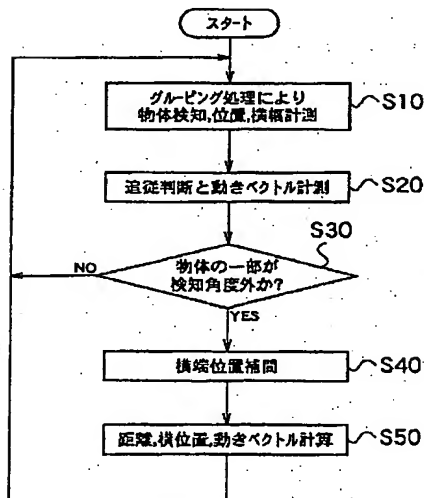 スタート
グルーピング処理により
物体検知,位置,横幅計測
S10
追従判断と動きベクトル計測
S20
S30
物体の一部が
検知角度外か?
NO
YES
横端位置補間
S40
距離,横位置,動きベクトル計算
S50